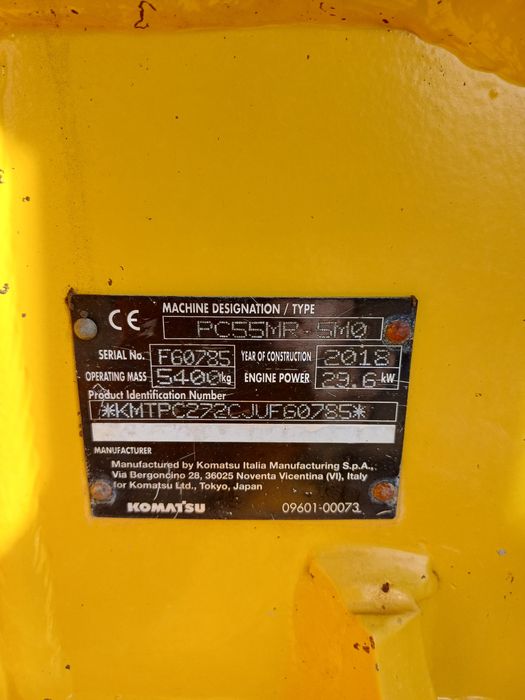 CE MACHINE DESIGNATION / TYPE
PC55MR-5M0
SERIAL No. F60785 YEAR OF CONSTRUCTION 2018
OPERATING MASS 5400kg ENGINE POWER 29.6 kW
Product Identification Number
*KMTPC272CJUF60785*
MANUFACTURER
Manufactured by Komatsu Italia Manufacturing S.p.A.,
Via Bergoncino 28, 36025 Noventa Vicentina (VI), Italy
for Komatsu Ltd., Tokyo, Japan
KOMATSU 09601-00073